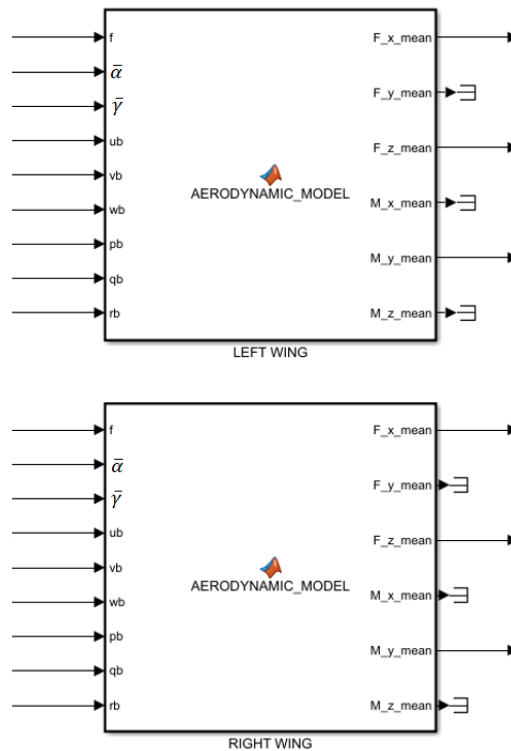 f
ᾱ
γ̄
ub
vb
wb
pb
qb
rb
AERODYNAMIC_MODEL
F_x_mean
F_y_mean
F_z_mean
M_x_mean
M_y_mean
M_z_mean
LEFT WING
f
ᾱ
γ̄
ub
vb
wb
pb
qb
rb
AERODYNAMIC_MODEL
F_x_mean
F_y_mean
F_z_mean
M_x_mean
M_y_mean
M_z_mean
RIGHT WING